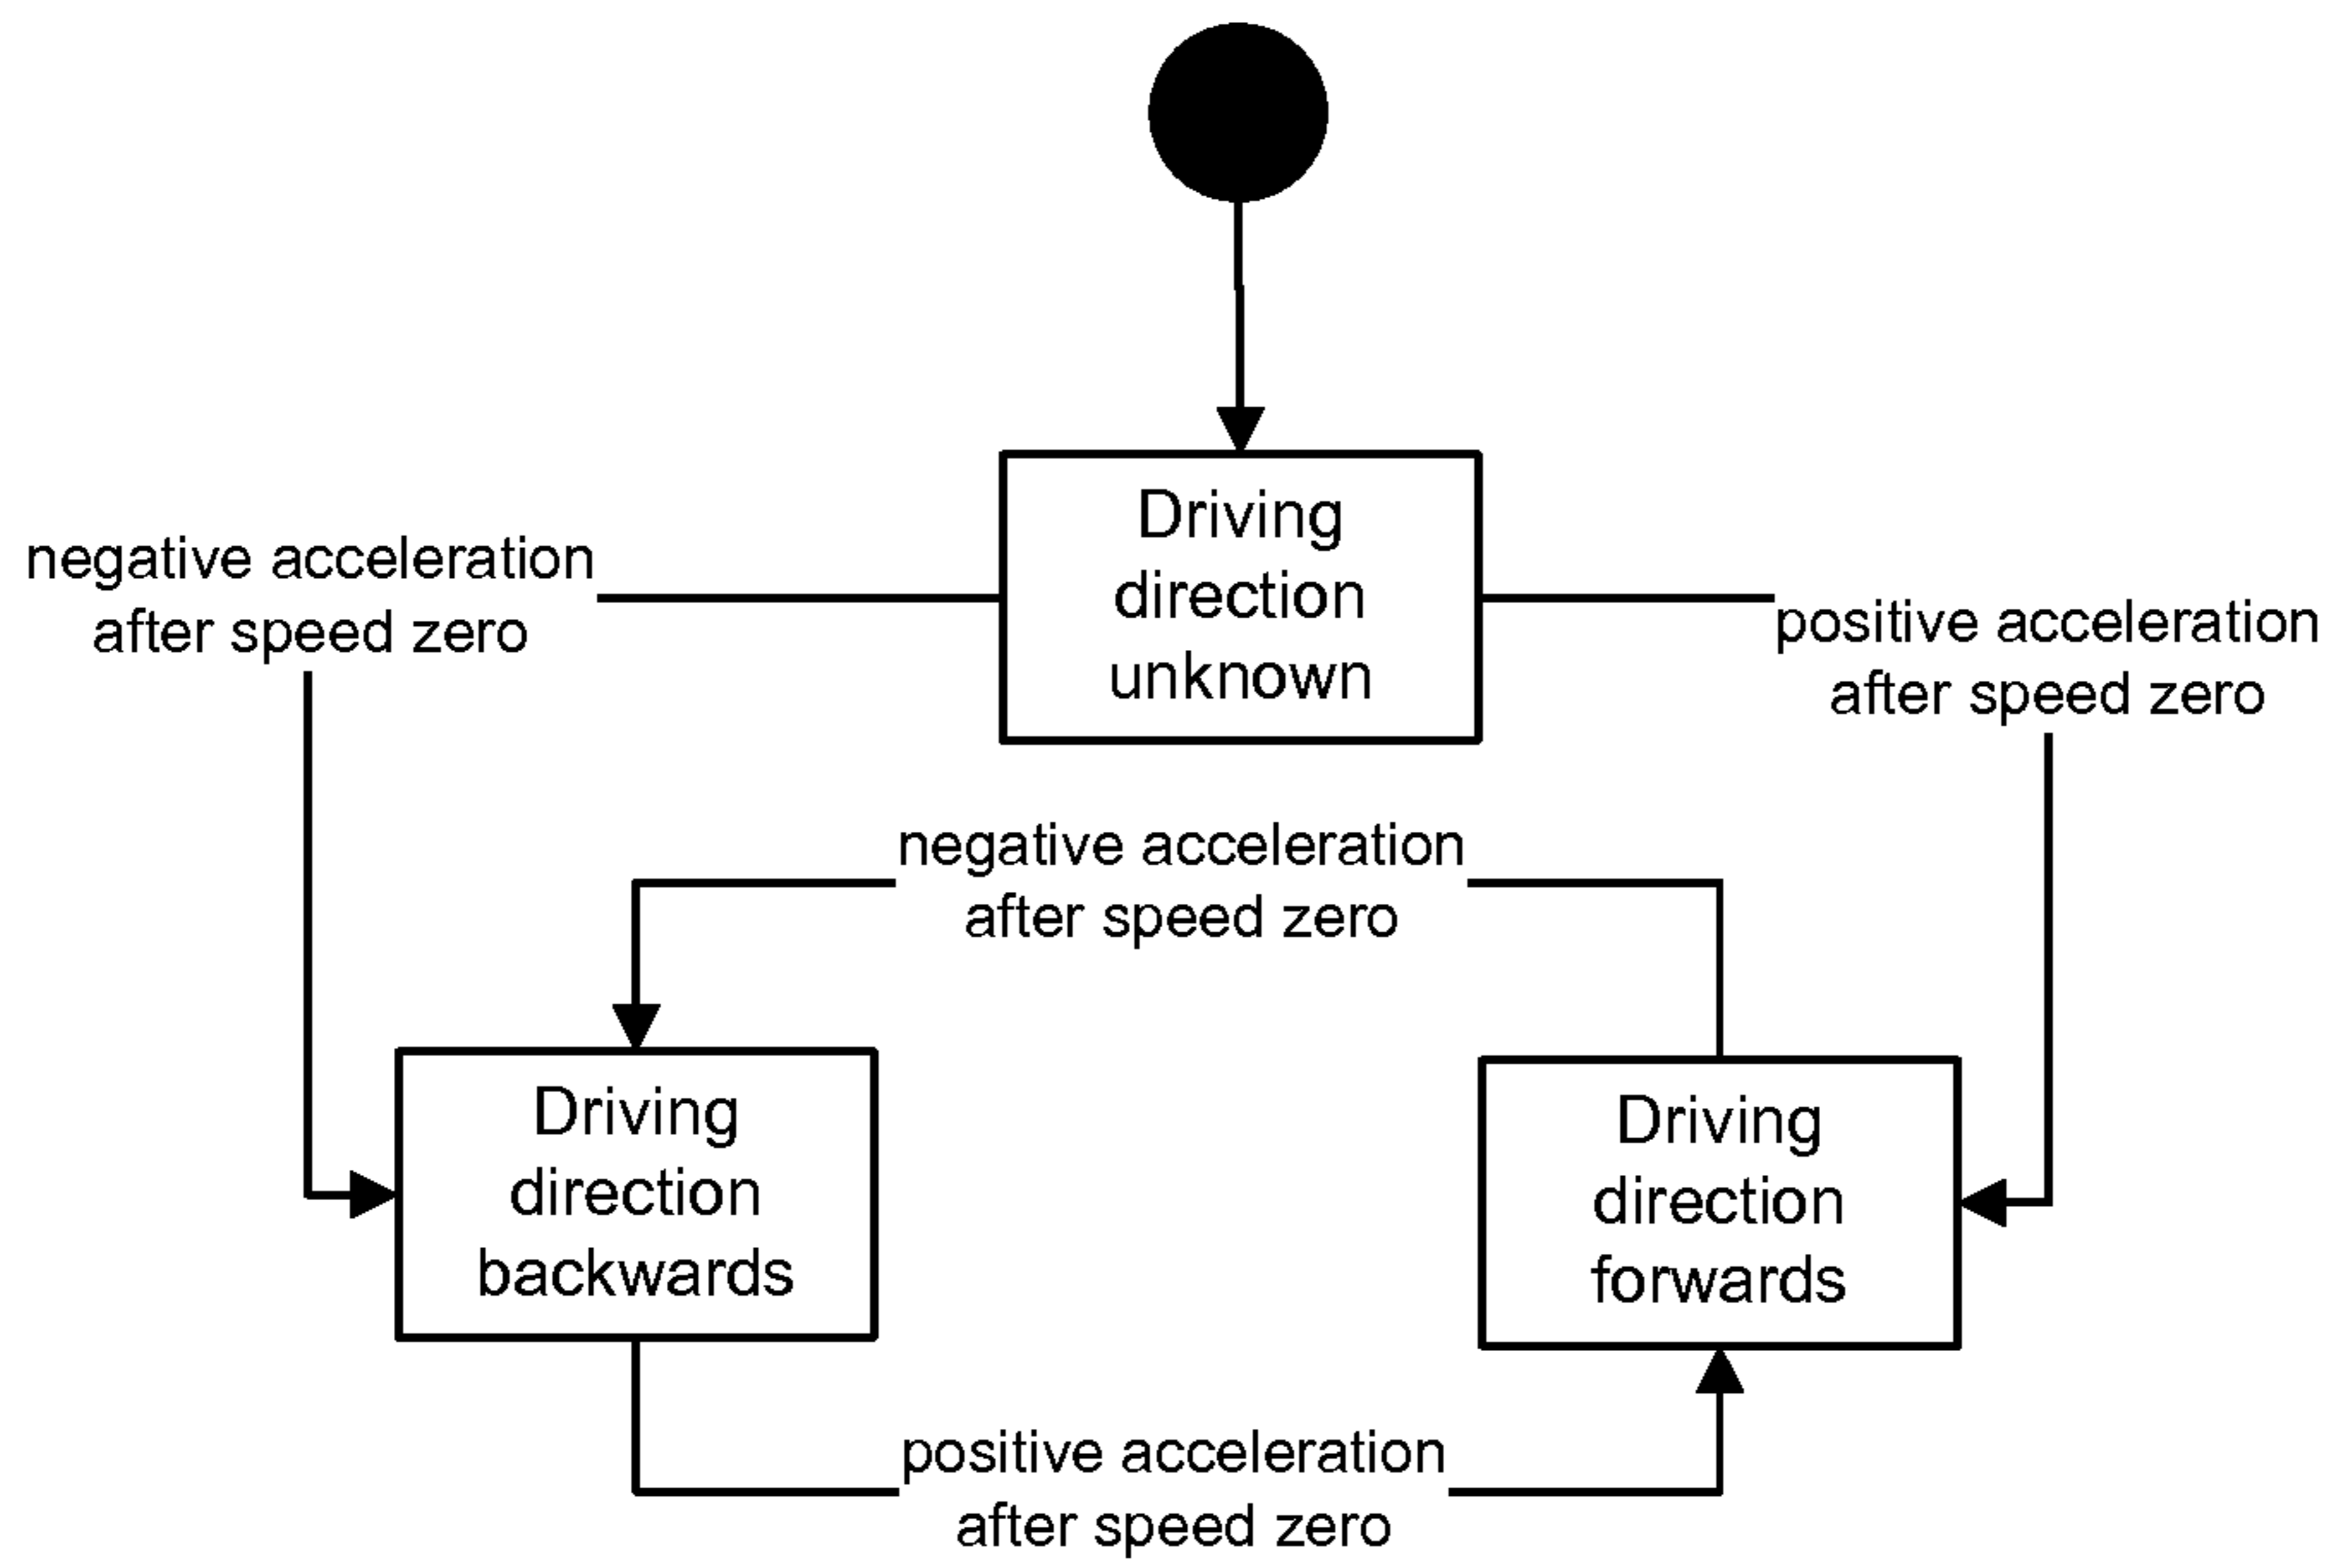 Driving
direction
unknown
negative acceleration
after speed zero
positive acceleration
after speed zero
negative acceleration
after speed zero
Driving
direction
backwards
Driving
direction
forwards
positive acceleration
after speed zero